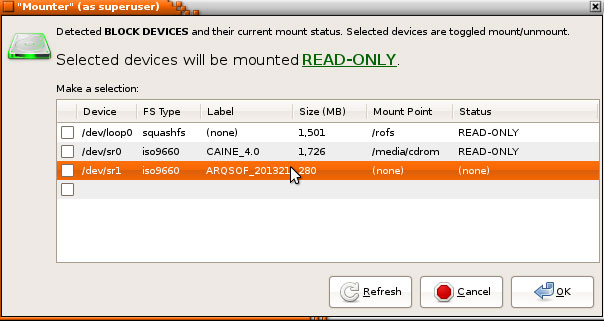 "Mounter" (as superuser)
Detected BLOCK DEVICES and their current mount status. Selected devices are toggled mount/unmount.
Selected devices will be mounted READ-ONLY.
Make a selection:
Device FS Type Label Size (MB) Mount Point Status
/dev/loop0 squashfs (none) 1,501 /rofs READ-ONLY
/dev/sr0 iso9660 CAINE_4.0 1,726 /media/cdrom READ-ONLY
/dev/sr1 iso9660 ARQSOF_201321 280 (none) (none)
Refresh Cancel OK